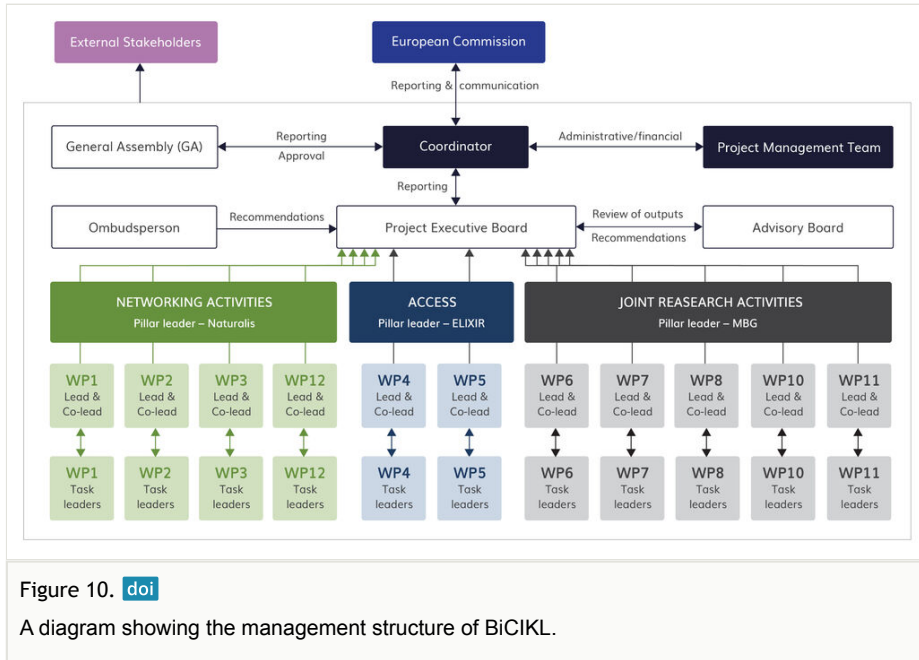 External Stakeholders
European Commission
Reporting & communication
General Assembly (GA)
Reporting
Approval
Coordinator
Administrative/financial
Project Management Team
Reporting
Ombudsperson
Recommendations
Project Executive Board
Review of outputs
Recommendations
Advisory Board
NETWORKING ACTIVITIES
Pillar leader – Naturalis
ACCESS
Pillar leader – ELIXIR
JOINT REASEARCH ACTIVITIES
Pillar leader – MBG
WP1
Lead &
Co-lead
WP2
Lead &
Co-lead
WP3
Lead &
Co-lead
WP12
Lead &
Co-lead
WP4
Lead &
Co-lead
WP5
Lead &
Co-lead
WP6
Lead &
Co-lead
WP7
Lead &
Co-lead
WP8
Lead &
Co-lead
WP10
Lead &
Co-lead
WP11
Lead &
Co-lead
WP1
Task
leaders
WP2
Task
leaders
WP3
Task
leaders
WP12
Task
leaders
WP4
Task
leaders
WP5
Task
leaders
WP6
Task
leaders
WP7
Task
leaders
WP8
Task
leaders
WP10
Task
leaders
WP11
Task
leaders
Figure 10. doi
A diagram showing the management structure of BiCIKL.